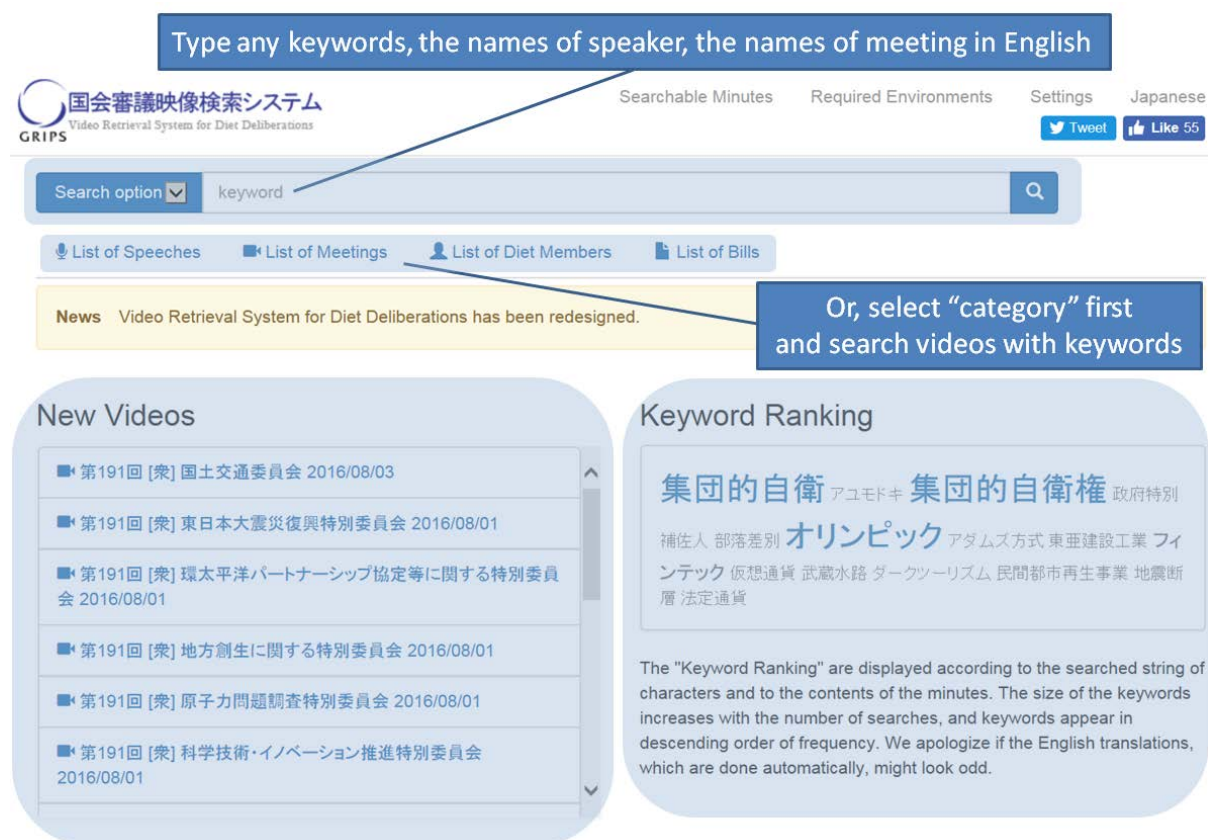 Type any keywords, the names of speaker, the names of meeting in English
国会審議映像検索システム
Video Retrieval System for Diet Deliberations
GRIPS
Searchable Minutes Required Environments Settings Japanese
Tweet Like 55
Search option keyword
List of Speeches List of Meetings List of Diet Members List of Bills
News Video Retrieval System for Diet Deliberations has been redesigned.
Or, select “category” first
and search videos with keywords
New Videos
第191回 [衆] 国土交通委員会 2016/08/03
第191回 [衆] 東日本大震災復興特別委員会 2016/08/01
第191回 [衆] 環太平洋パートナーシップ協定等に関する特別委員
会 2016/08/01
第191回 [衆] 地方創生に関する特別委員会 2016/08/01
第191回 [衆] 原子力問題調査特別委員会 2016/08/01
第191回 [衆] 科学技術・イノベーション推進特別委員会
2016/08/01
Keyword Ranking
集団的自衛 アユモドキ 集団的自衛権 政府特別
補佐人 部落差別 オリンピック アダムズ方式 東亜建設工業 フィ
ンテック 仮想通貨 武蔵水路 ダークツーリズム 民間都市再生事業 地震断
層 法定通貨
The "Keyword Ranking" are displayed according to the searched string of
characters and to the contents of the minutes. The size of the keywords
increases with the number of searches, and keywords appear in
descending order of frequency. We apologize if the English translations,
which are done automatically, might look odd.